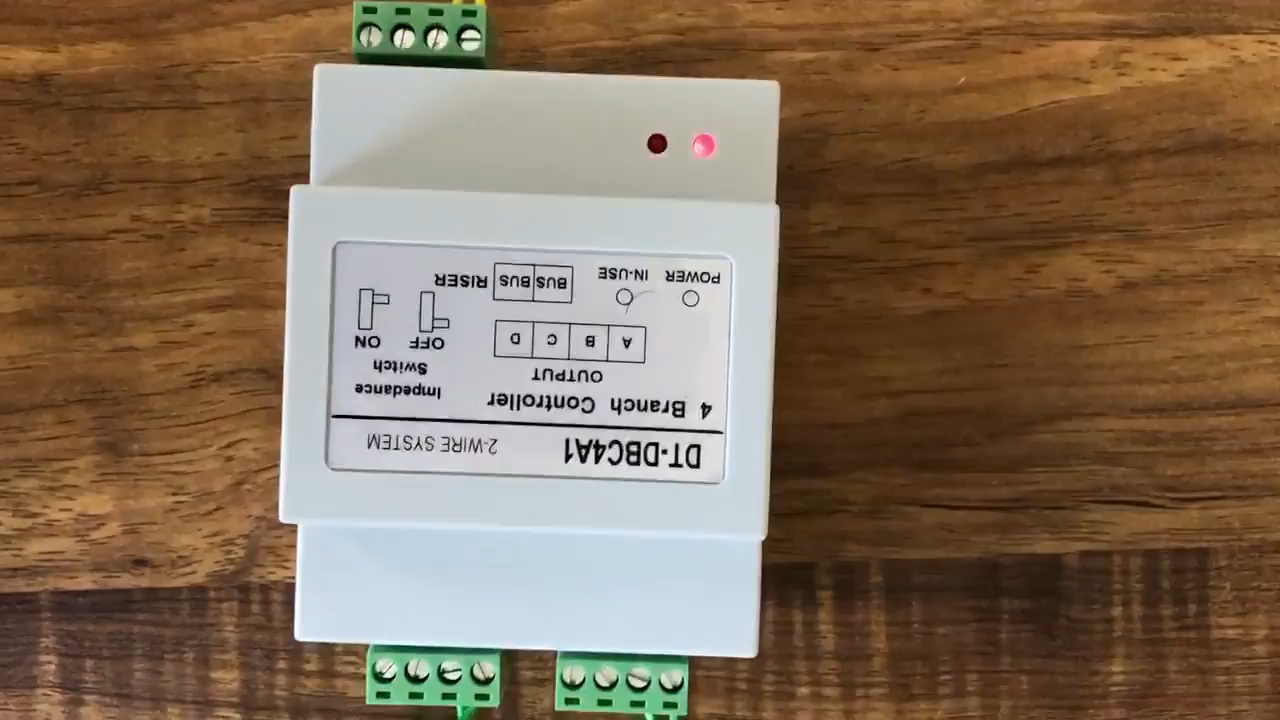 DT-DBC4A1 2-WIRE SYSTEM
4 Branch Controller
OUTPUT
A B C D
Impedance
Switch
OFF ON
POWER IN-USE
BUS BUS RISER